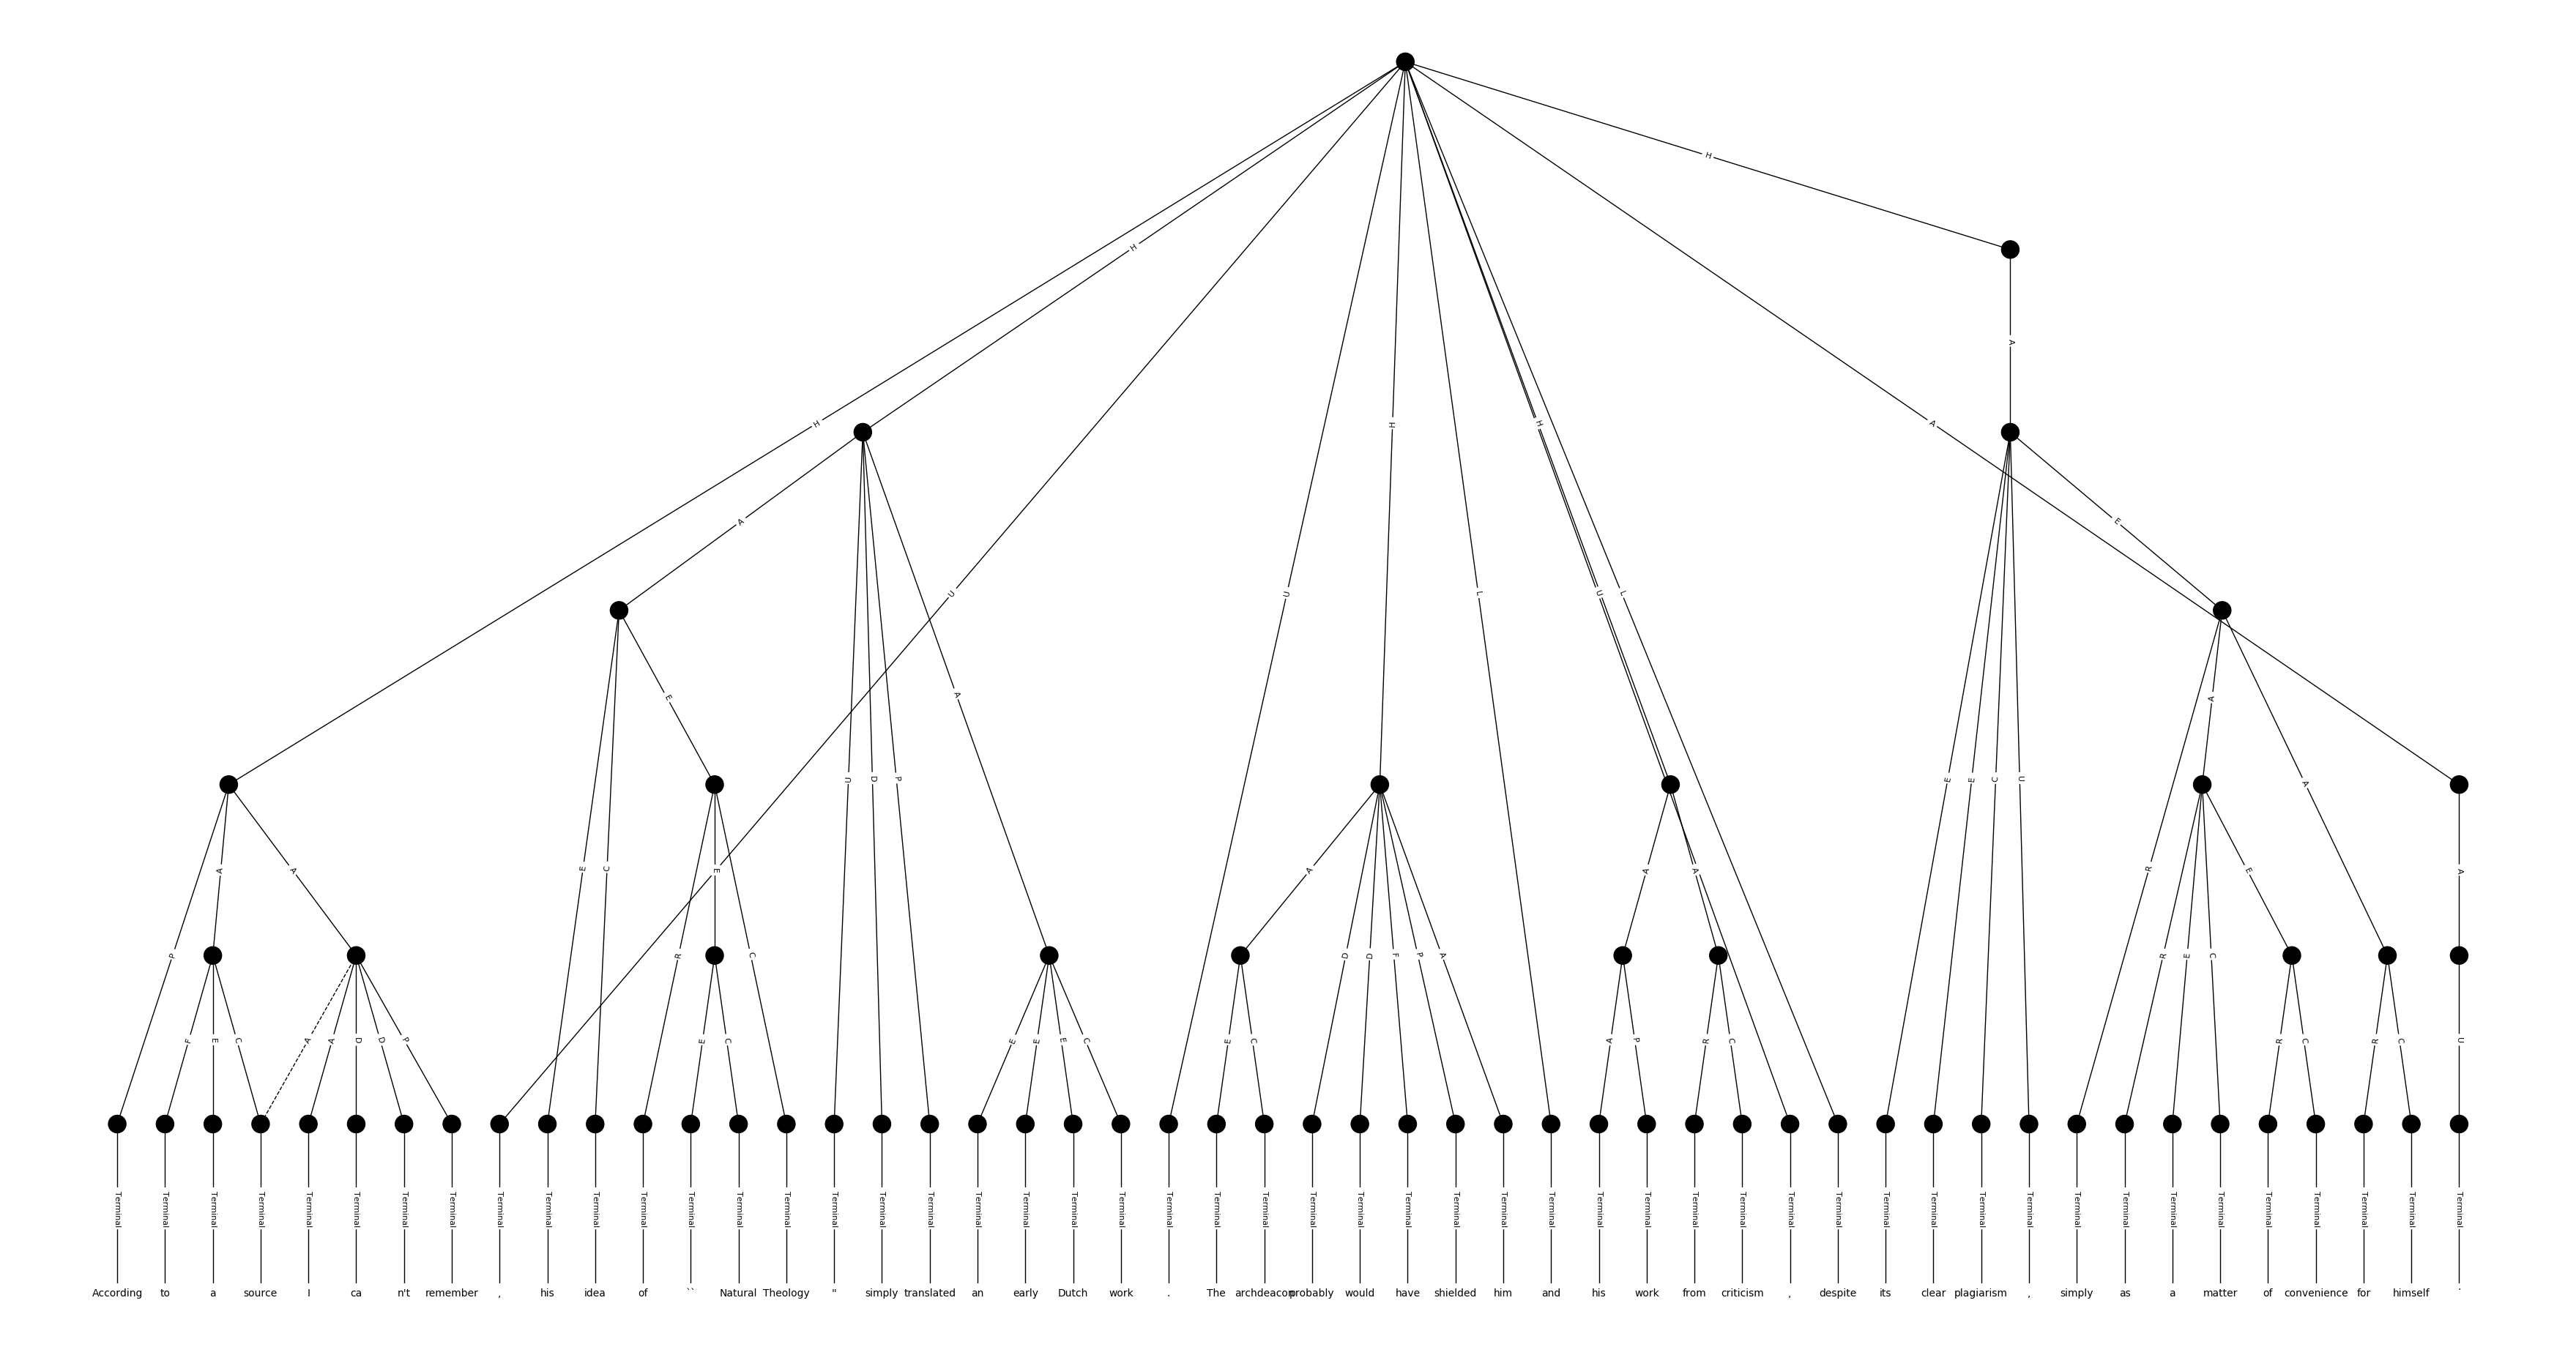 H
H
A
H
H
H
A
A
E
U
U
L
U
L
E
A
A
U
D
P
E
E
C
U
A
A
A
E
C
E
A
A
A
R
E
A
P
R
C
D
D
F
P
A
R
E
C
F
E
C
A
A
D
D
P
E
C
E
E
E
C
E
C
A
P
R
C
R
C
R
C
U
Terminal Terminal Terminal Terminal Terminal Terminal Terminal Terminal Terminal Terminal Terminal Terminal Terminal Terminal Terminal Terminal Terminal Terminal Terminal Terminal Terminal Terminal Terminal Terminal Terminal Terminal Terminal Terminal Terminal Terminal Terminal Terminal Terminal Terminal Terminal Terminal Terminal Terminal Terminal Terminal Terminal Terminal Terminal Terminal Terminal Terminal Terminal Terminal Terminal Terminal
According to a source I ca n't remember , his idea of `` Natural Theology " simply translated an early Dutch work . The archdeacon probably would have shielded him and his work from criticism , despite its clear plagiarism , simply as a matter of convenience for himself .